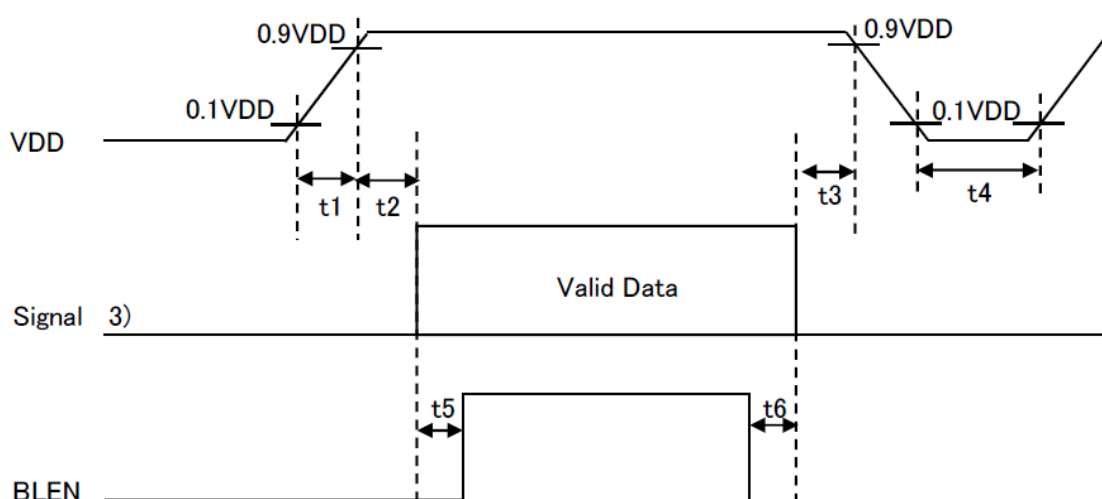 0.9VDD
0.9VDD
0.1VDD
0.1VDD
VDD
t1
t2
t3
t4
Valid Data
Signal 3)
t5
t6
BLEN